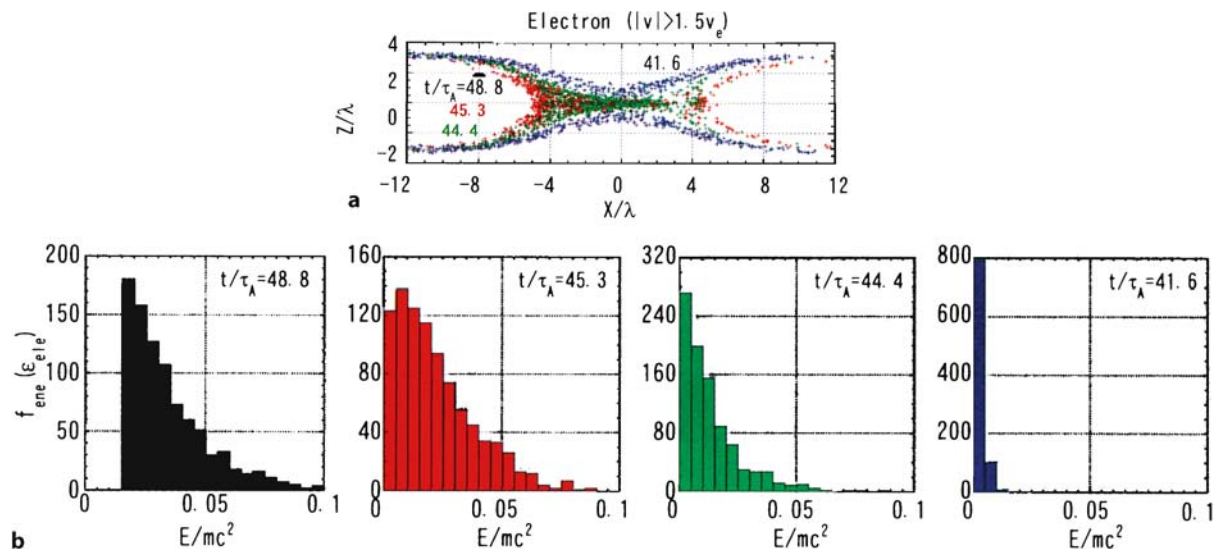 Electron (|v|>1.5vₑ)
4
2
0
-2
Z/λ
41.6
t/τ_A=48.8
45.3
44.4
-12 -8 -4 0 4 8 12
X/λ
a
200
150
100
50
0
f_ene(ε_ele)
t/τ_A=48.8
0 0.05 0.1
E/mc²
160
120
80
40
0
t/τ_A=45.3
0 0.05 0.1
E/mc²
320
240
160
80
0
t/τ_A=44.4
0 0.05 0.1
E/mc²
800
600
400
200
0
t/τ_A=41.6
0 0.05 0.1
E/mc²
b